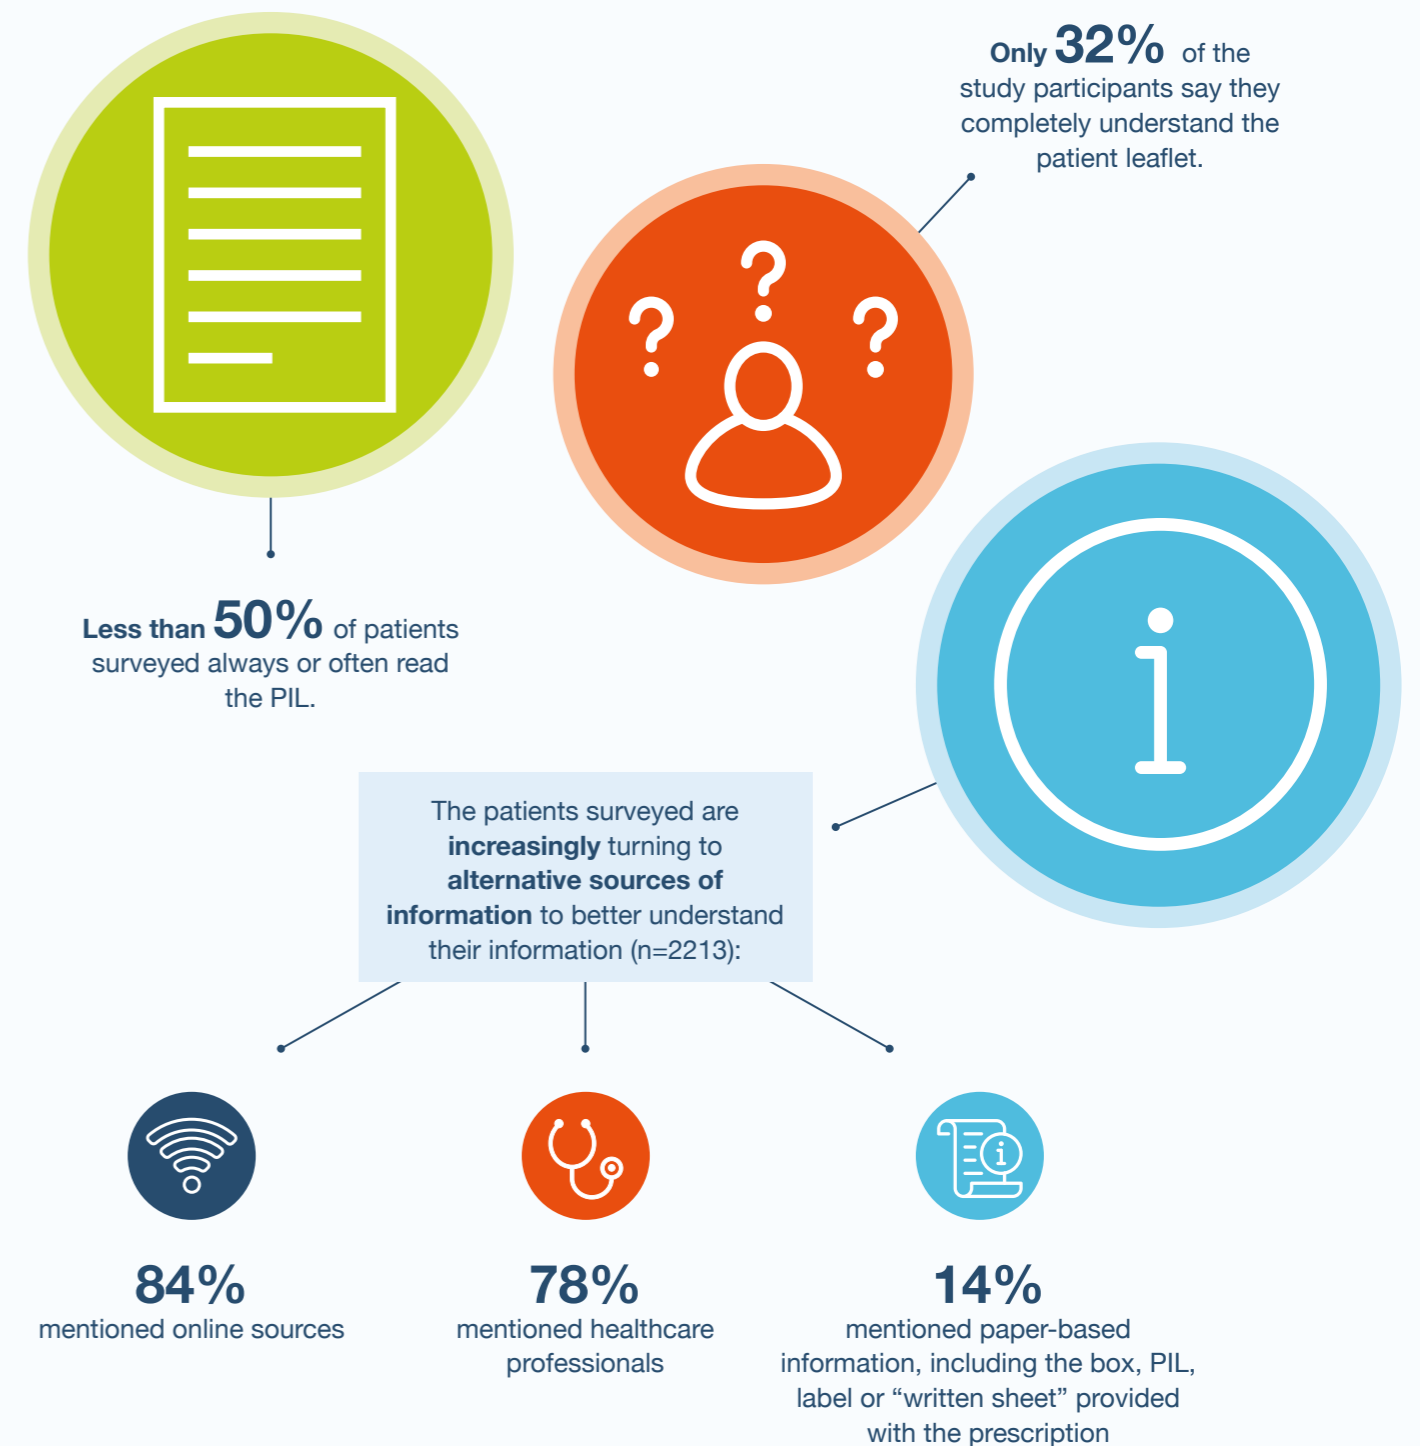 Only 32% of the
study participants say they
completely understand the
patient leaflet.
Less than 50% of patients
surveyed always or often read
the PIL.
The patients surveyed are
increasingly turning to
alternative sources of
information to better understand
their information (n=2213):
84%
mentioned online sources
78%
mentioned healthcare
professionals
14%
mentioned paper-based
information, including the box, PIL,
label or “written sheet” provided
with the prescription